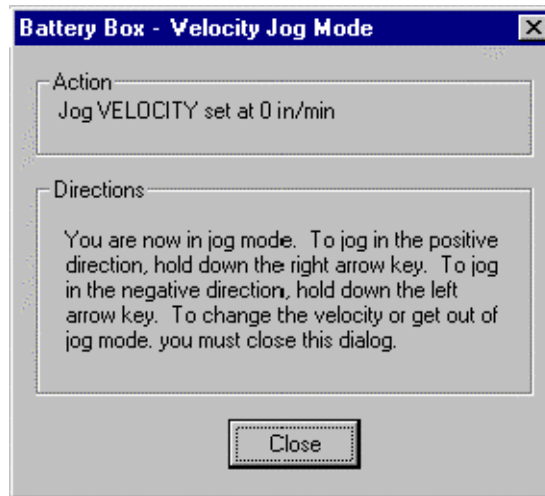 Battery Box - Velocity Jog Mode
Action
Jog VELOCITY set at 0 in/min
Directions
You are now in jog mode.  To jog in the positive
direction, hold down the right arrow key.  To jog
in the negative direction, hold down the left
arrow key.  To change the velocity or get out of
jog mode. you must close this dialog.
Close